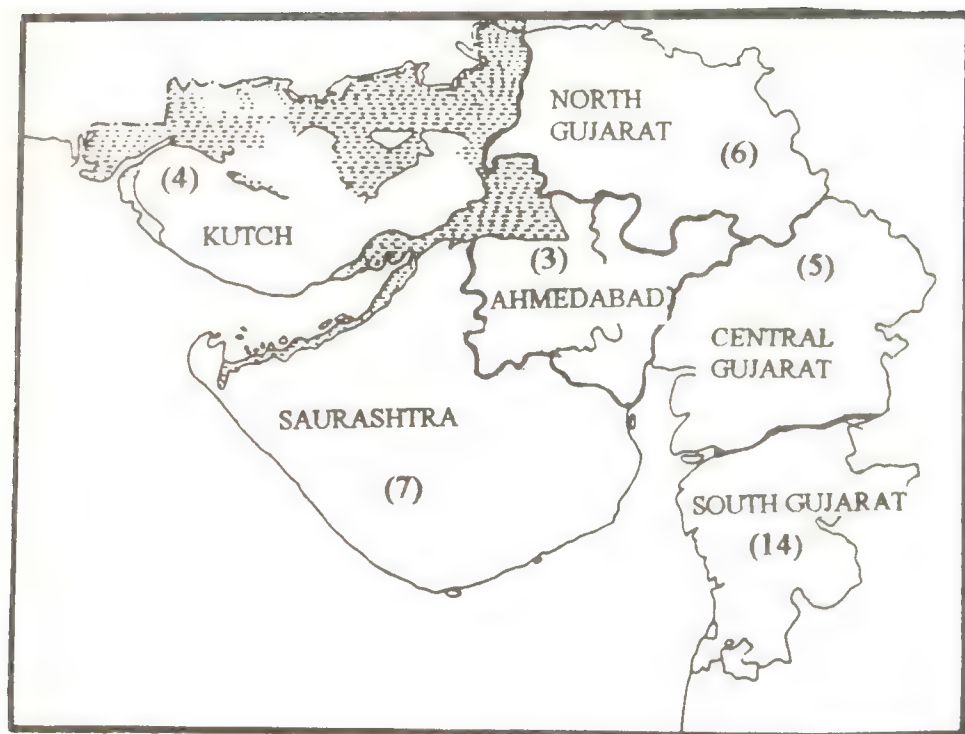 NORTH
GUJARAT
(6)
(4)
KUTCH
(3)
AHMEDABAD
(5)
CENTRAL
GUJARAT
SAURASHTRA
(7)
SOUTH GUJARAT
(14)